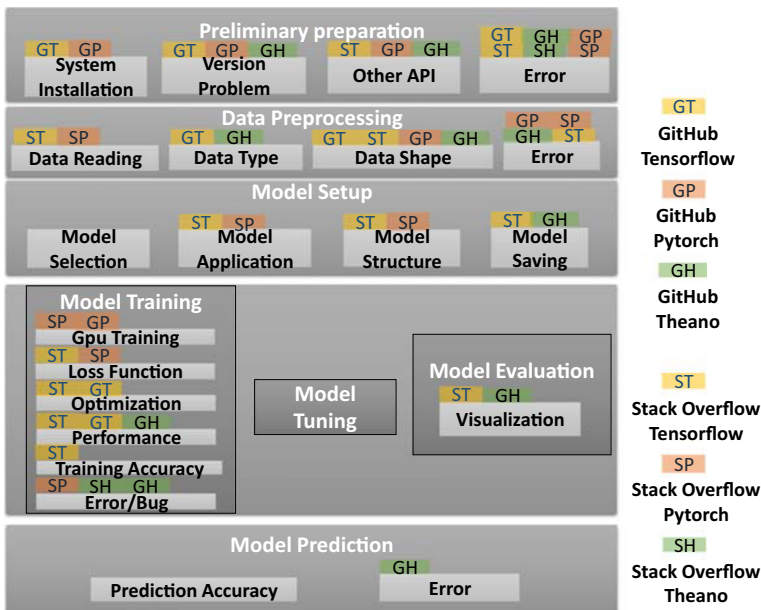 Preliminary preparation
GT GP
System
Installation
GT GP GH
Version
Problem
ST GP GH
Other API
GT GH GP
ST SH SP
Error
Data Preprocessing
ST SP
Data Reading
GT GH
Data Type
GT ST GP GH
Data Shape
GP SP
GH ST
Error
Model Setup
Model
Selection
ST SP
Model
Application
ST SP
Model
Structure
ST GH
Model
Saving
Model Training
SP GP
Gpu Training
ST SP
Loss Function
ST GT
Optimization
ST GT GH
Performance
ST
Training Accuracy
SP SH GH
Error/Bug
Model
Tuning
Model Evaluation
ST GH
Visualization
Model Prediction
Prediction Accuracy
GH
Error
GT
GitHub
Tensorflow
GP
GitHub
Pytorch
GH
GitHub
Theano
ST
Stack Overflow
Tensorflow
SP
Stack Overflow
Pytorch
SH
Stack Overflow
Theano